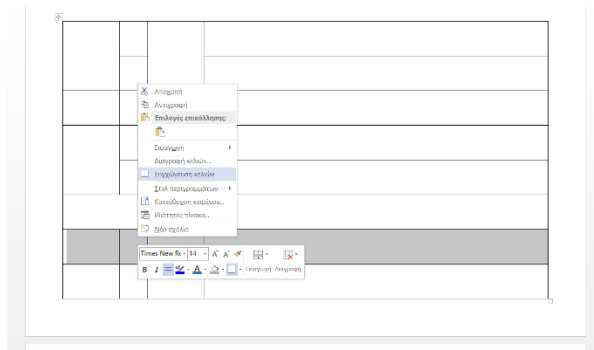 Αποκοπή
Αντιγραφή
Επιλογές επικόλλησης:
Εισαγωγή
Διαγραφή κελιών...
Συγχώνευση κελιών
Στυλ περιγραμμάτων
Κατεύθυνση κειμένου...
Ιδιότητες πίνακα...
Νέο σχόλιο
Times New Rc 14 A A
B I A Εισαγωγή Διαγραφή